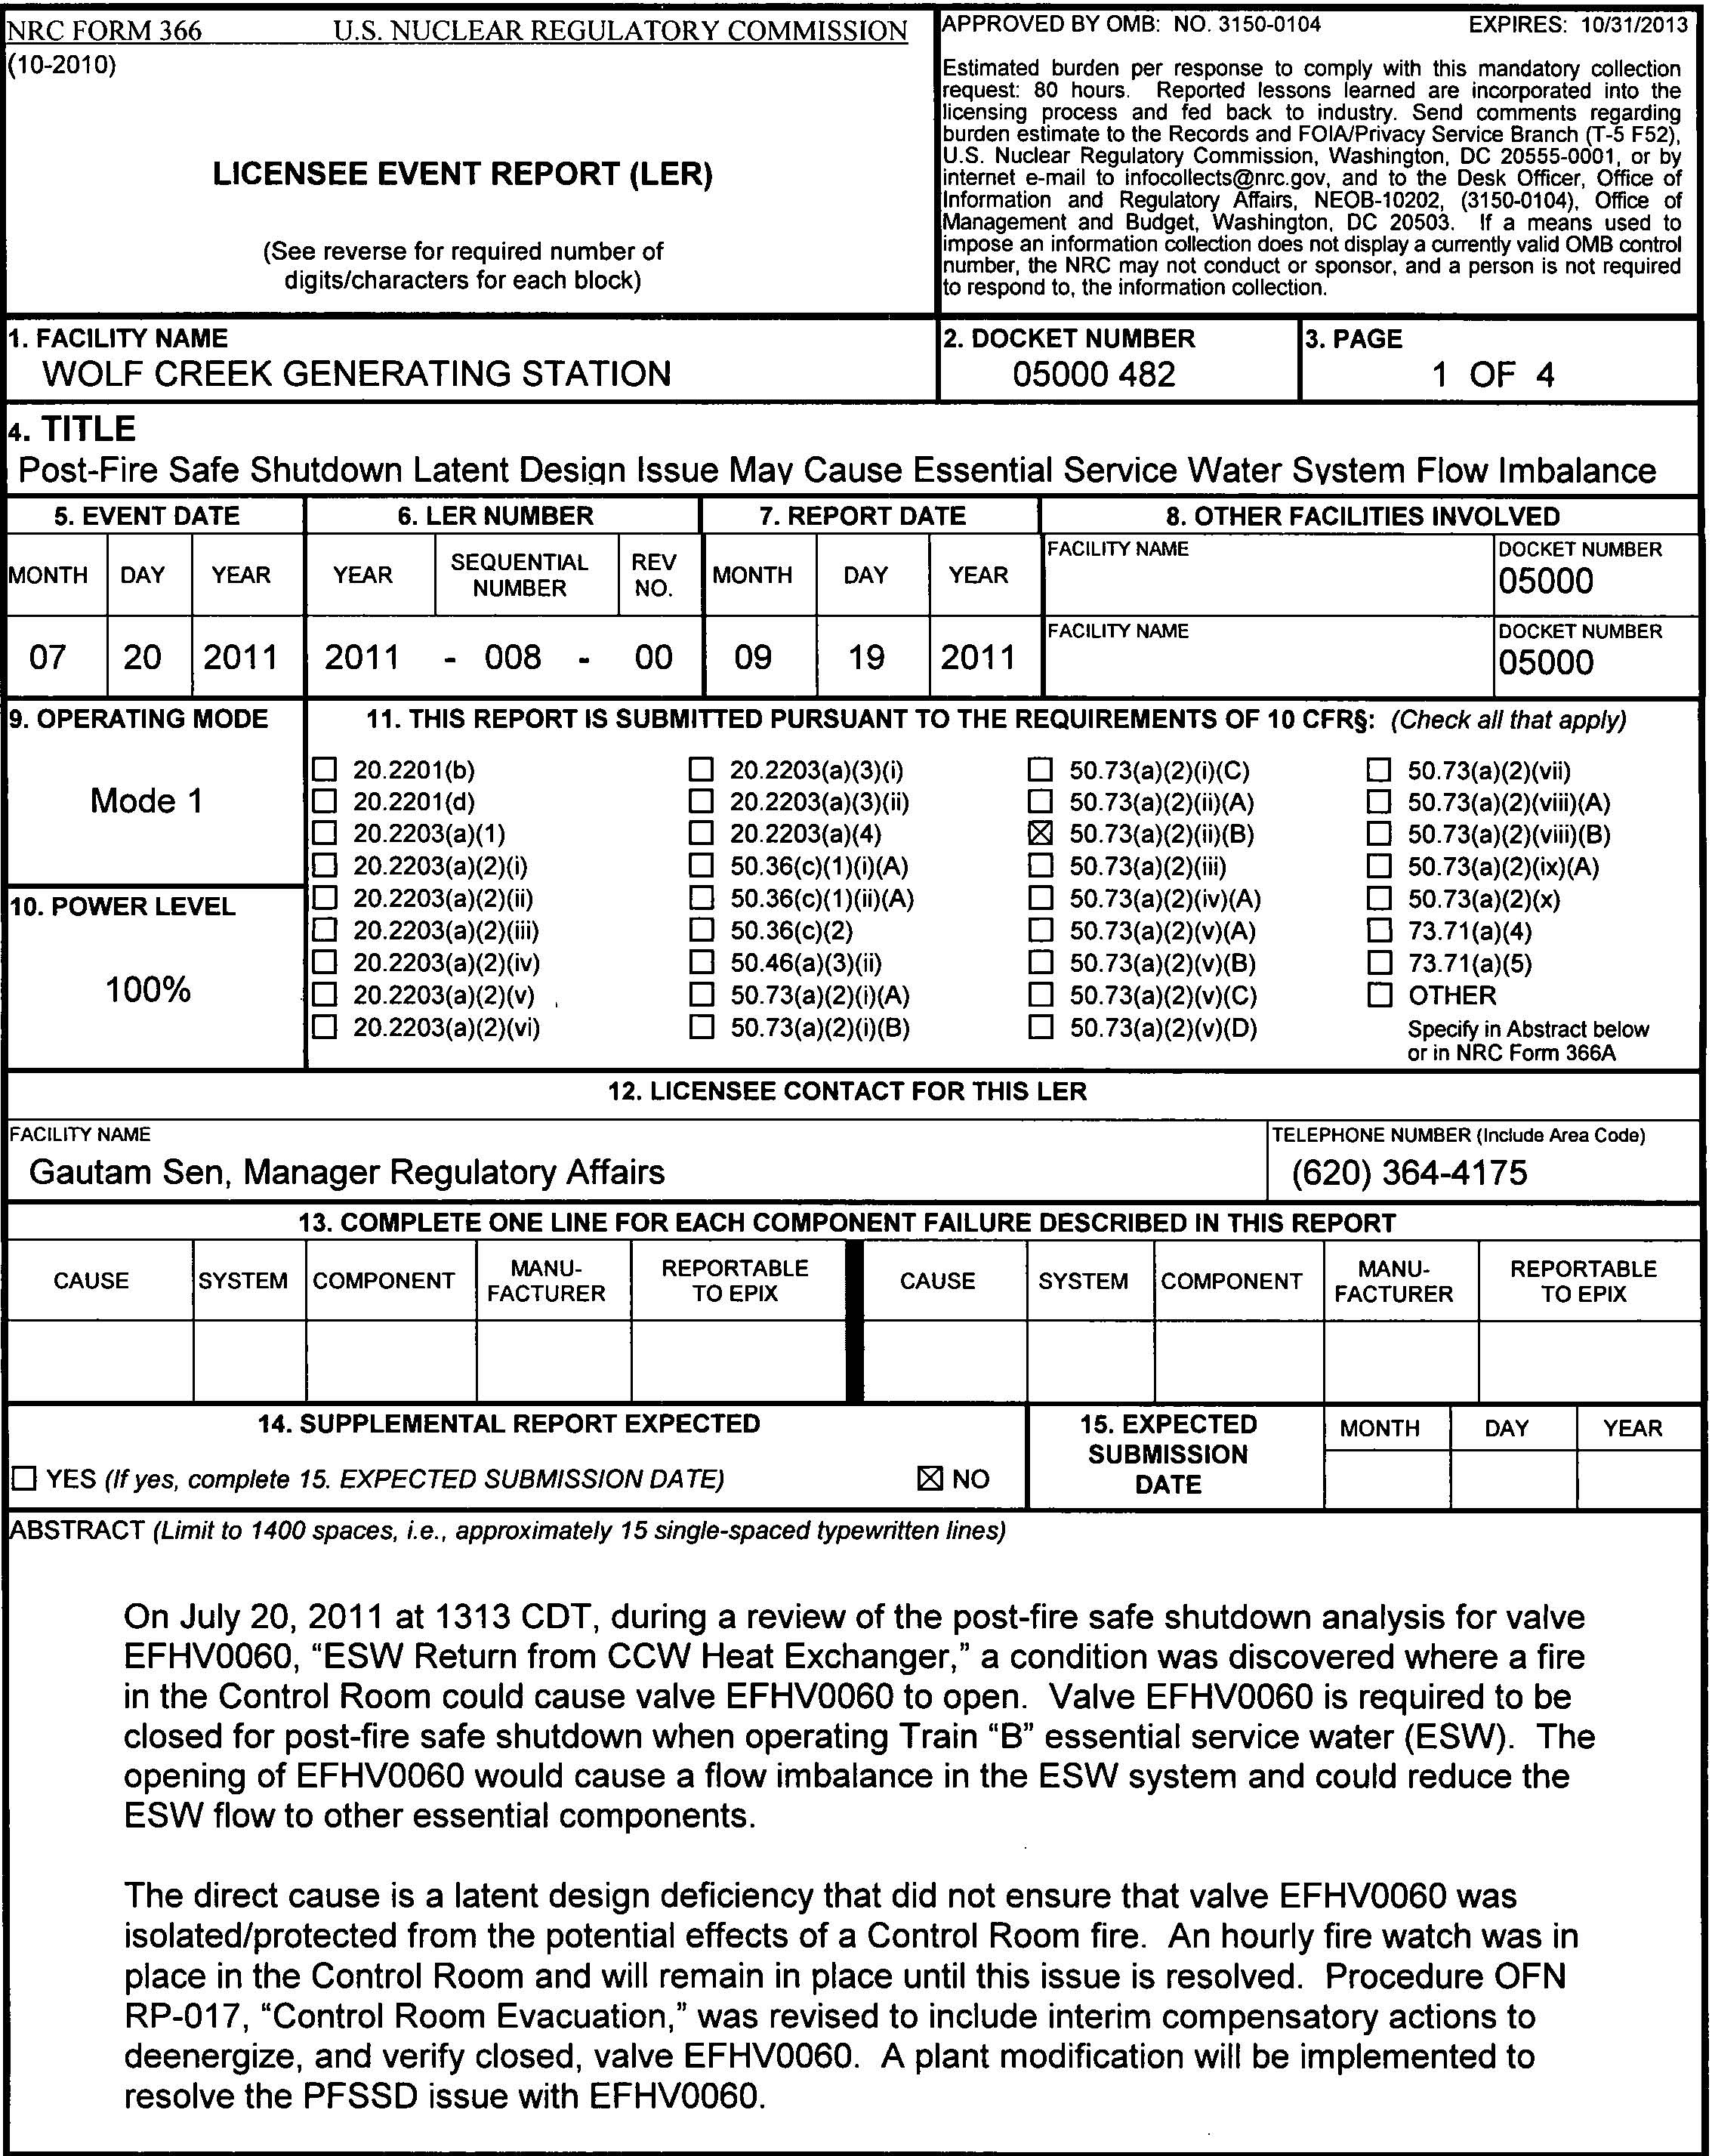 NRC FORM 366 U.S. NUCLEAR REGULATORY COMMISSION
(10-2010)
LICENSEE EVENT REPORT (LER)
(See reverse for required number of
digits/characters for each block)
APPROVED BY OMB: NO. 3150-0104 EXPIRES: 10/31/2013
Estimated burden per response to comply with this mandatory collection
request: 80 hours. Reported lessons learned are incorporated into the
licensing process and fed back to industry. Send comments regarding
burden estimate to the Records and FOIA/Privacy Service Branch (T-5 F52),
U.S. Nuclear Regulatory Commission, Washington, DC 20555-0001, or by
internet e-mail to infocollects@nrc.gov, and to the Desk Officer, Office of
Information and Regulatory Affairs, NEOB-10202, (3150-0104), Office of
Management and Budget, Washington, DC 20503. If a means used to
impose an information collection does not display a currently valid OMB control
number, the NRC may not conduct or sponsor, and a person is not required
to respond to, the information collection.
1. FACILITY NAME
WOLF CREEK GENERATING STATION
2. DOCKET NUMBER
05000 482
3. PAGE
1 OF 4
4. TITLE
Post-Fire Safe Shutdown Latent Design Issue May Cause Essential Service Water System Flow Imbalance
5. EVENT DATE 6. LER NUMBER 7. REPORT DATE 8. OTHER FACILITIES INVOLVED
MONTH DAY YEAR YEAR SEQUENTIAL NUMBER REV NO. MONTH DAY YEAR
FACILITY NAME DOCKET NUMBER
05000
07 20 2011 2011 - 008 - 00 09 19 2011
FACILITY NAME DOCKET NUMBER
05000
9. OPERATING MODE
Mode 1
10. POWER LEVEL
100%
11. THIS REPORT IS SUBMITTED PURSUANT TO THE REQUIREMENTS OF 10 CFR§: (Check all that apply)
☐ 20.2201(b) ☐ 20.2203(a)(3)(i) ☐ 50.73(a)(2)(i)(C) ☐ 50.73(a)(2)(vii)
☐ 20.2201(d) ☐ 20.2203(a)(3)(ii) ☐ 50.73(a)(2)(ii)(A) ☐ 50.73(a)(2)(viii)(A)
☐ 20.2203(a)(1) ☐ 20.2203(a)(4) ☒ 50.73(a)(2)(ii)(B) ☐ 50.73(a)(2)(viii)(B)
☐ 20.2203(a)(2)(i) ☐ 50.36(c)(1)(i)(A) ☐ 50.73(a)(2)(iii) ☐ 50.73(a)(2)(ix)(A)
☐ 20.2203(a)(2)(ii) ☐ 50.36(c)(1)(ii)(A) ☐ 50.73(a)(2)(iv)(A) ☐ 50.73(a)(2)(x)
☐ 20.2203(a)(2)(iii) ☐ 50.36(c)(2) ☐ 50.73(a)(2)(v)(A) ☐ 73.71(a)(4)
☐ 20.2203(a)(2)(iv) ☐ 50.46(a)(3)(ii) ☐ 50.73(a)(2)(v)(B) ☐ 73.71(a)(5)
☐ 20.2203(a)(2)(v) ☐ 50.73(a)(2)(i)(A) ☐ 50.73(a)(2)(v)(C) ☐ OTHER
☐ 20.2203(a)(2)(vi) ☐ 50.73(a)(2)(i)(B) ☐ 50.73(a)(2)(v)(D) Specify in Abstract below
or in NRC Form 366A
12. LICENSEE CONTACT FOR THIS LER
FACILITY NAME TELEPHONE NUMBER (Include Area Code)
Gautam Sen, Manager Regulatory Affairs (620) 364-4175
13. COMPLETE ONE LINE FOR EACH COMPONENT FAILURE DESCRIBED IN THIS REPORT
CAUSE SYSTEM COMPONENT MANU-FACTURER REPORTABLE TO EPIX CAUSE SYSTEM COMPONENT MANU-FACTURER REPORTABLE TO EPIX
14. SUPPLEMENTAL REPORT EXPECTED
☐ YES (If yes, complete 15. EXPECTED SUBMISSION DATE) ☒ NO
15. EXPECTED
SUBMISSION
DATE
MONTH DAY YEAR
ABSTRACT (Limit to 1400 spaces, i.e., approximately 15 single-spaced typewritten lines)
On July 20, 2011 at 1313 CDT, during a review of the post-fire safe shutdown analysis for valve
EFHV0060, “ESW Return from CCW Heat Exchanger,” a condition was discovered where a fire
in the Control Room could cause valve EFHV0060 to open. Valve EFHV0060 is required to be
closed for post-fire safe shutdown when operating Train “B” essential service water (ESW). The
opening of EFHV0060 would cause a flow imbalance in the ESW system and could reduce the
ESW flow to other essential components.
The direct cause is a latent design deficiency that did not ensure that valve EFHV0060 was
isolated/protected from the potential effects of a Control Room fire. An hourly fire watch was in
place in the Control Room and will remain in place until this issue is resolved. Procedure OFN
RP-017, “Control Room Evacuation,” was revised to include interim compensatory actions to
deenergize, and verify closed, valve EFHV0060. A plant modification will be implemented to
resolve the PFSSD issue with EFHV0060.